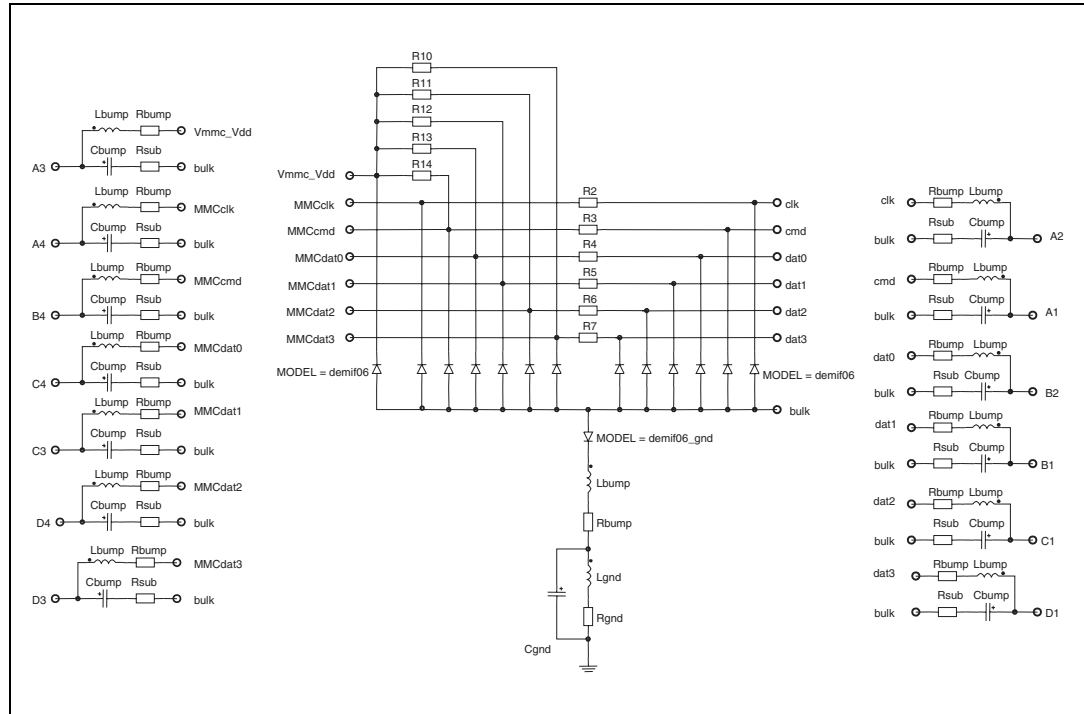 R10
R11
R12
R13
R14
Vmmc_Vdd
MMCclk
MMCcmd
MMCdat0
MMCdat1
MMCdat2
MMCdat3
R2
R3
R4
R5
R6
R7
clk
cmd
dat0
dat1
dat2
dat3
MODEL = demif06
MODEL = demif06
bulk
MODEL = demif06_gnd
Lbump
Rbump
Lgnd
Rgnd
Cgnd
Lbump Rbump
Vmmc_Vdd
Cbump Rsub
A3 bulk
Lbump Rbump
MMCclk
Cbump Rsub
A4 bulk
Lbump Rbump
MMCcmd
Cbump Rsub
B4 bulk
Lbump Rbump
MMCdat0
Cbump Rsub
C4 bulk
Lbump Rbump
MMCdat1
Cbump Rsub
C3 bulk
Lbump Rbump
MMCdat2
Cbump Rsub
D4 bulk
Lbump Rbump
MMCdat3
Cbump Rsub
D3 bulk
Rbump Lbump
clk
Rsub Cbump
bulk A2
Rbump Lbump
cmd
Rsub Cbump
bulk A1
Rbump Lbump
dat0
Rsub Cbump
bulk B2
Rbump Lbump
dat1
Rsub Cbump
bulk B1
Rbump Lbump
dat2
Rsub Cbump
bulk C1
Rbump Lbump
dat3
Rsub Cbump
bulk D1